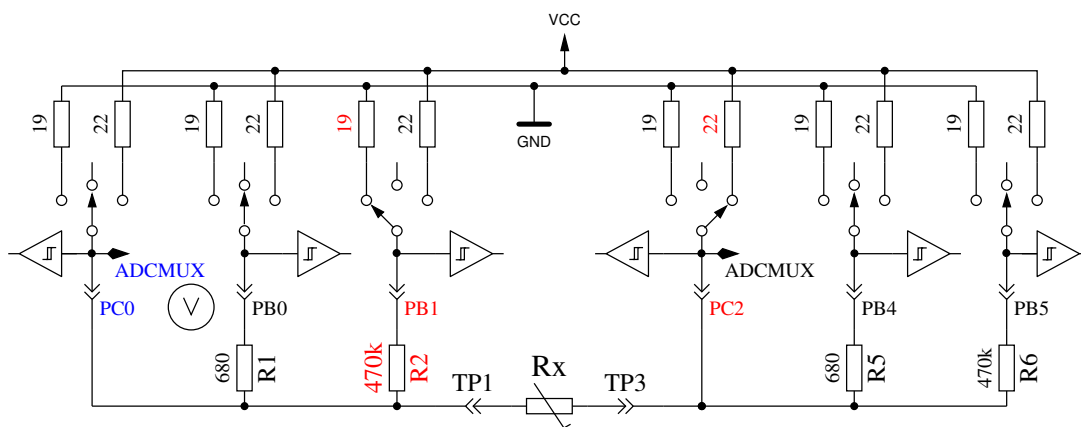 VCC
19
22
19
22
19
22
GND
19
22
19
22
19
22
ADCMUX
ADCMUX
PC0
V
PB0
PB1
PC2
PB4
PB5
680
R1
470k
R2
TP1
Rx
TP3
680
R5
470k
R6